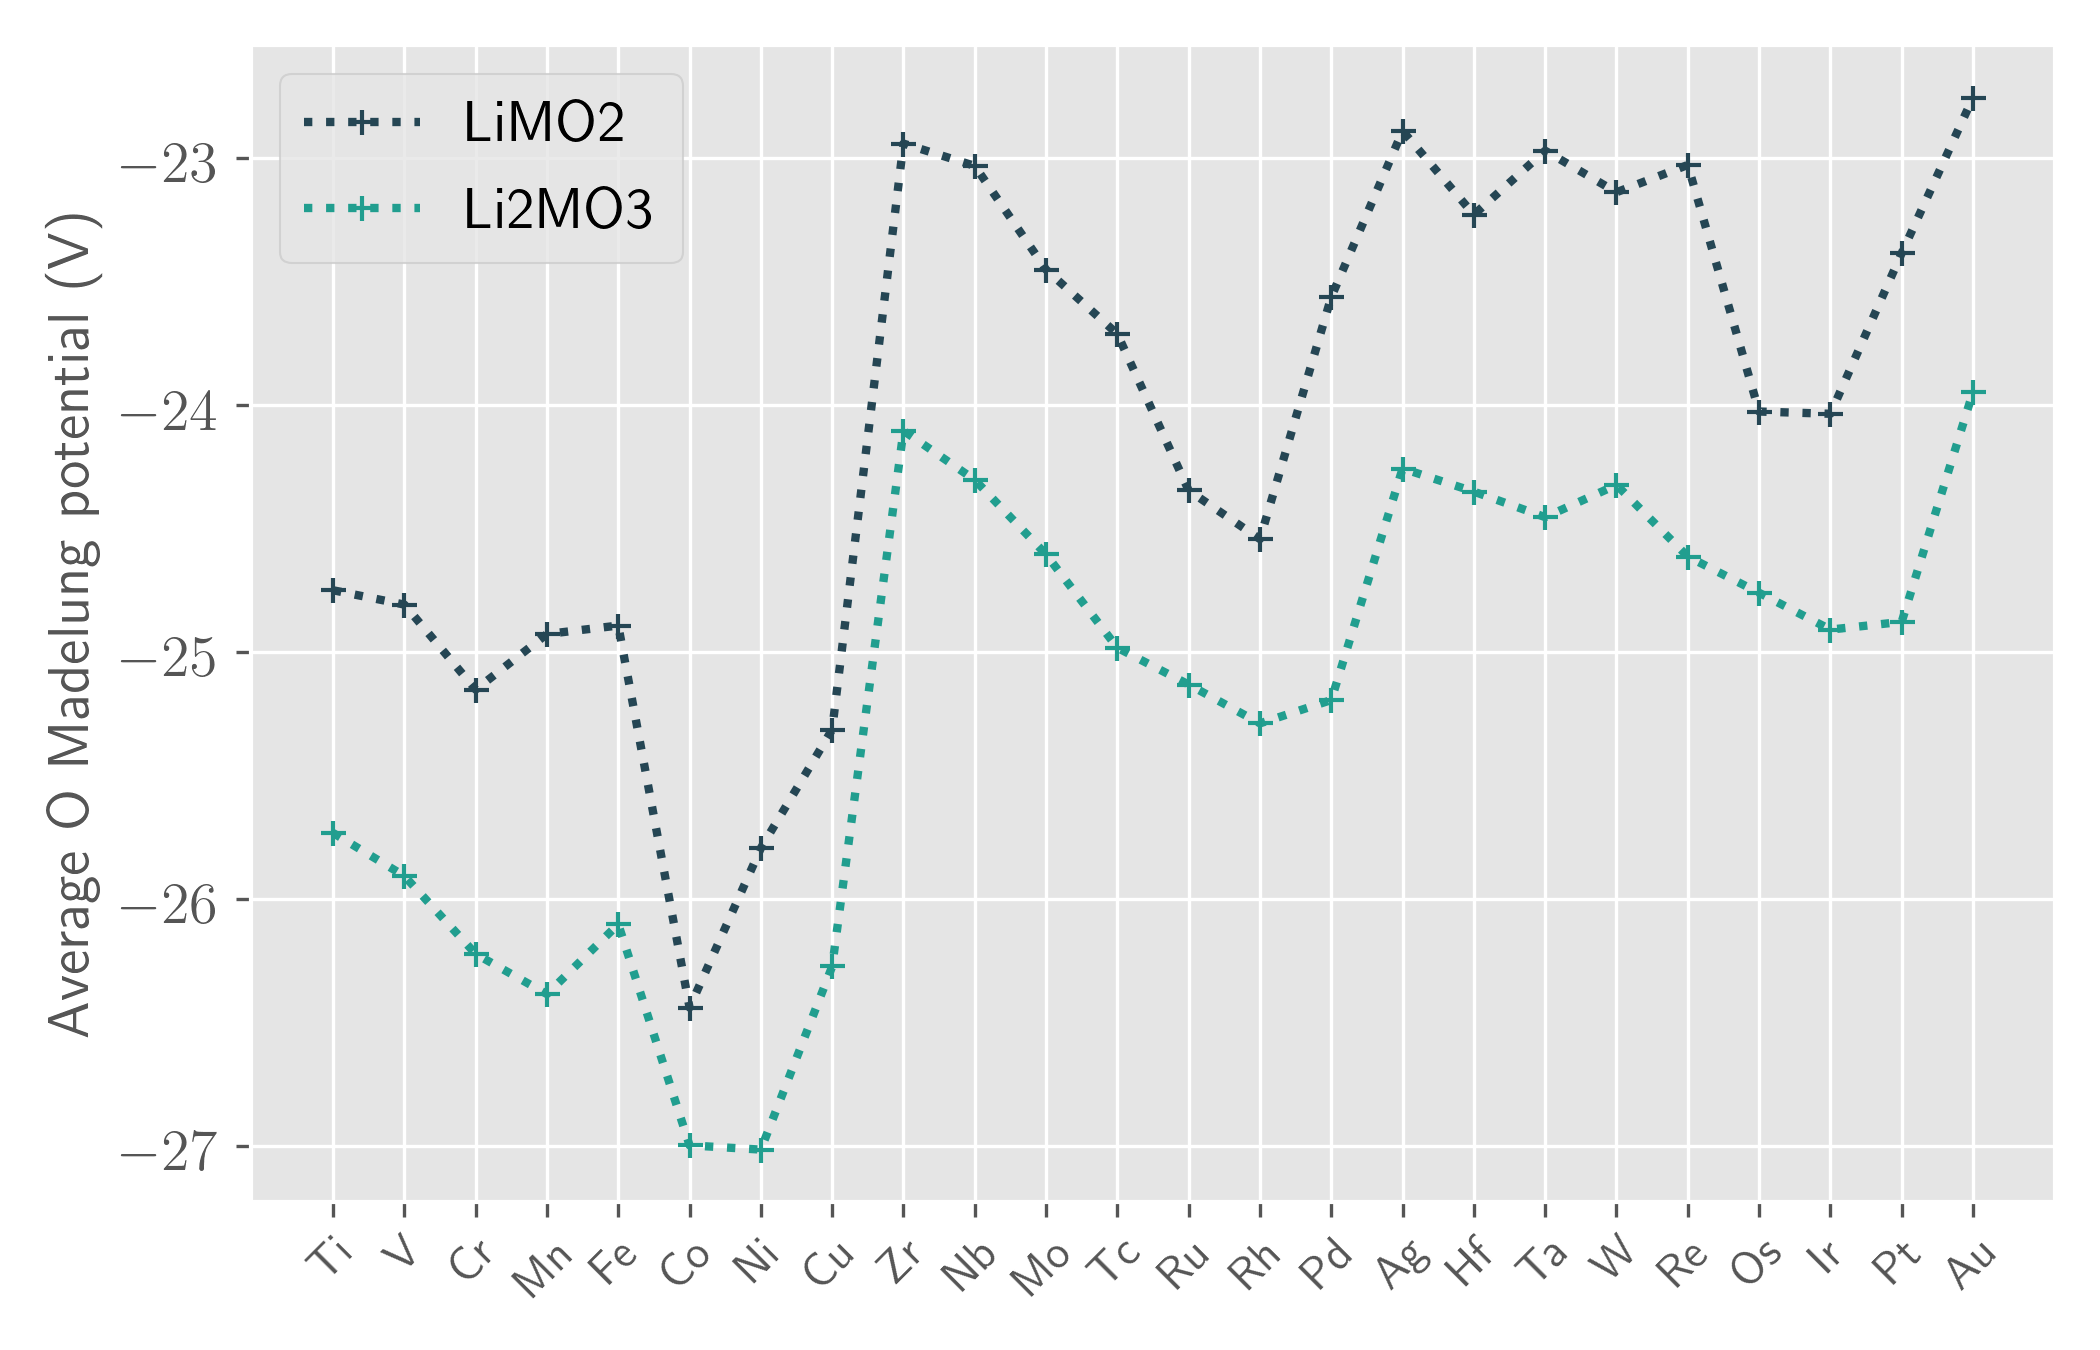 LiMO2
Li2MO3
Average O Madelung potential (V)
−23
−24
−25
−26
−27
Ti V Cr Mn Fe Co Ni Cu Zr Nb Mo Tc Ru Rh Pd Ag Hf Ta W Re Os Ir Pt Au